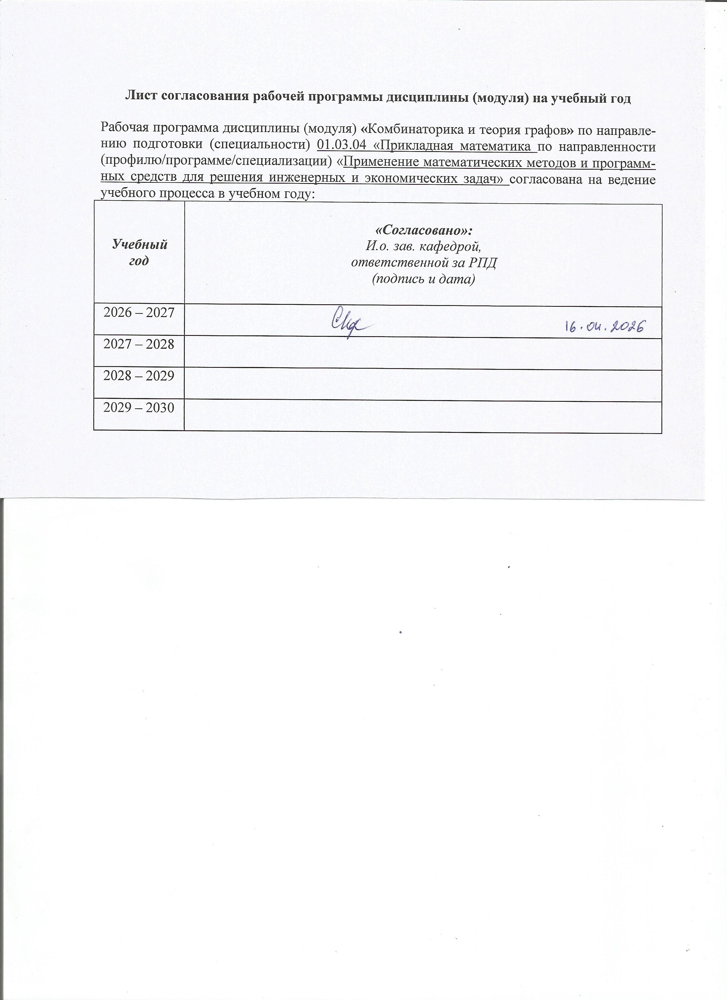 Лист согласования рабочей программы дисциплины (модуля) на учебный год
Рабочая программа дисциплины (модуля) «Комбинаторика и теория графов» по направле-
нию подготовки (специальности) 01.03.04 «Прикладная математика по направленности
(профилю/программе/специализации) «Применение математических методов и программ-
ных средств для решения инженерных и экономических задач» согласована на ведение
учебного процесса в учебном году:
Учебный
год
«Согласовано»:
И.о. зав. кафедрой,
ответственной за РПД
(подпись и дата)
2026 – 2027
16.04.2026
2027 – 2028
2028 – 2029
2029 – 2030